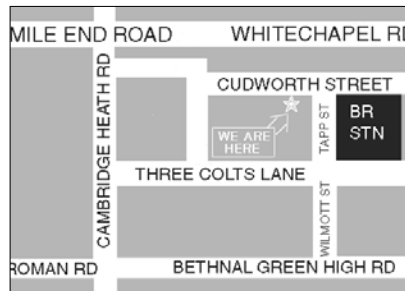 MILE END ROAD
WHITECHAPEL RD
CAMBRIDGE HEATH RD
CUDWORTH STREET
WE ARE
HERE
TAPP ST
BR
STN
THREE COLTS LANE
WILMOTT ST
ROMAN RD
BETHNAL GREEN HIGH RD